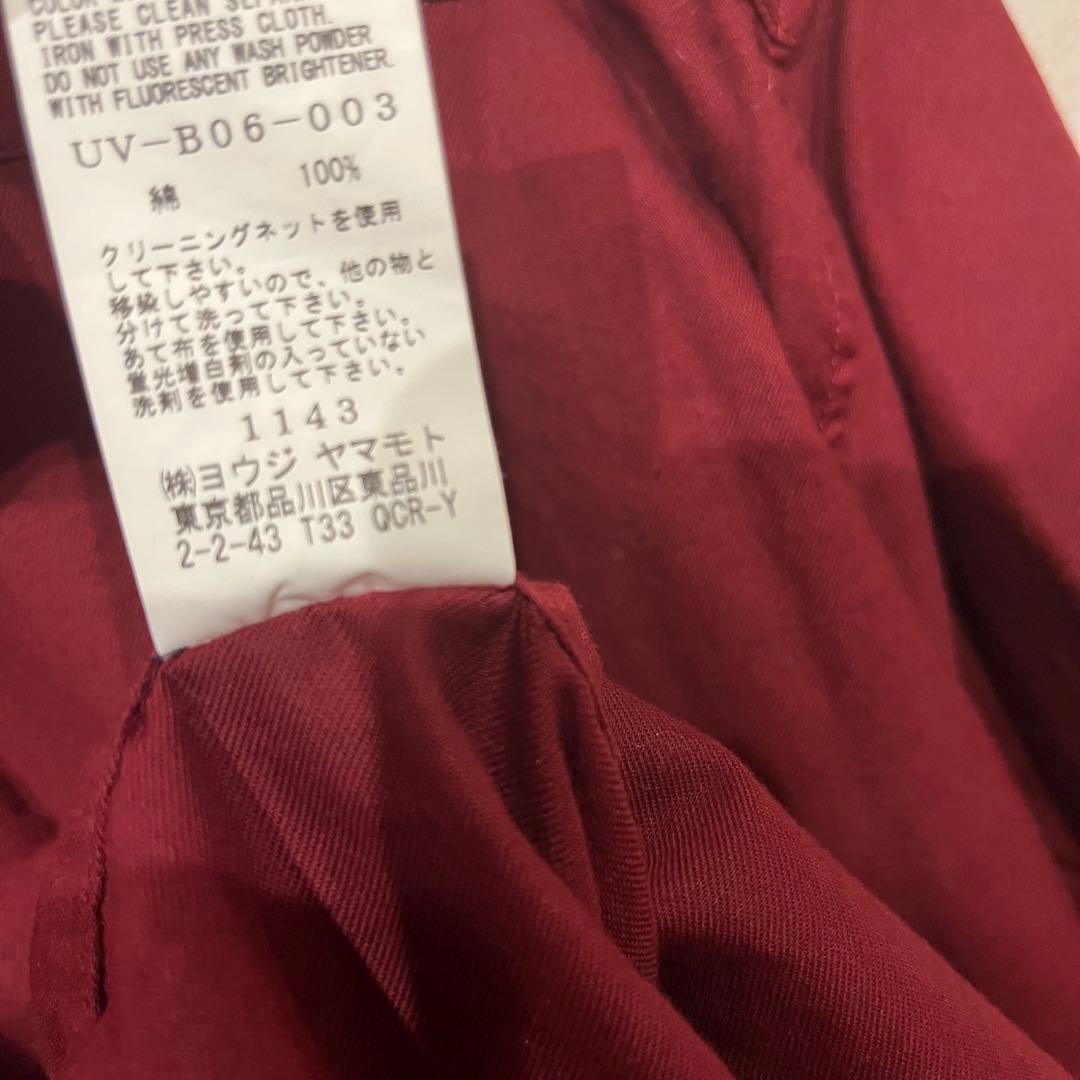 PLEASE CLEAN
IRON WITH PRESS CLOTH.
DO NOT USE ANY WASH POWDER
WITH FLUORESCENT BRIGHTENER.
UV-B06-003
綿 100%
クリーニングネットを使用
して下さい。
移染しやすいので、他の物と
分けて洗って下さい。
あて布を使用して下さい。
蛍光増白剤の入っていない
洗剤を使用して下さい。
1143
㈱ヨウジ ヤマモト
東京都品川区東品川
2-2-43 T33 QCR-Y